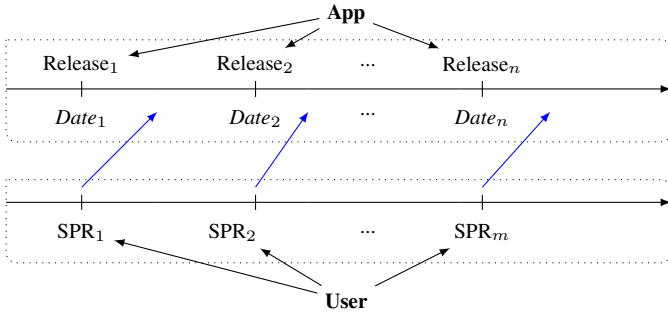 App
Release₁ Release₂ ... Releaseₙ
Date₁ Date₂ ... Dateₙ
SPR₁ SPR₂ ... SPRₘ
User